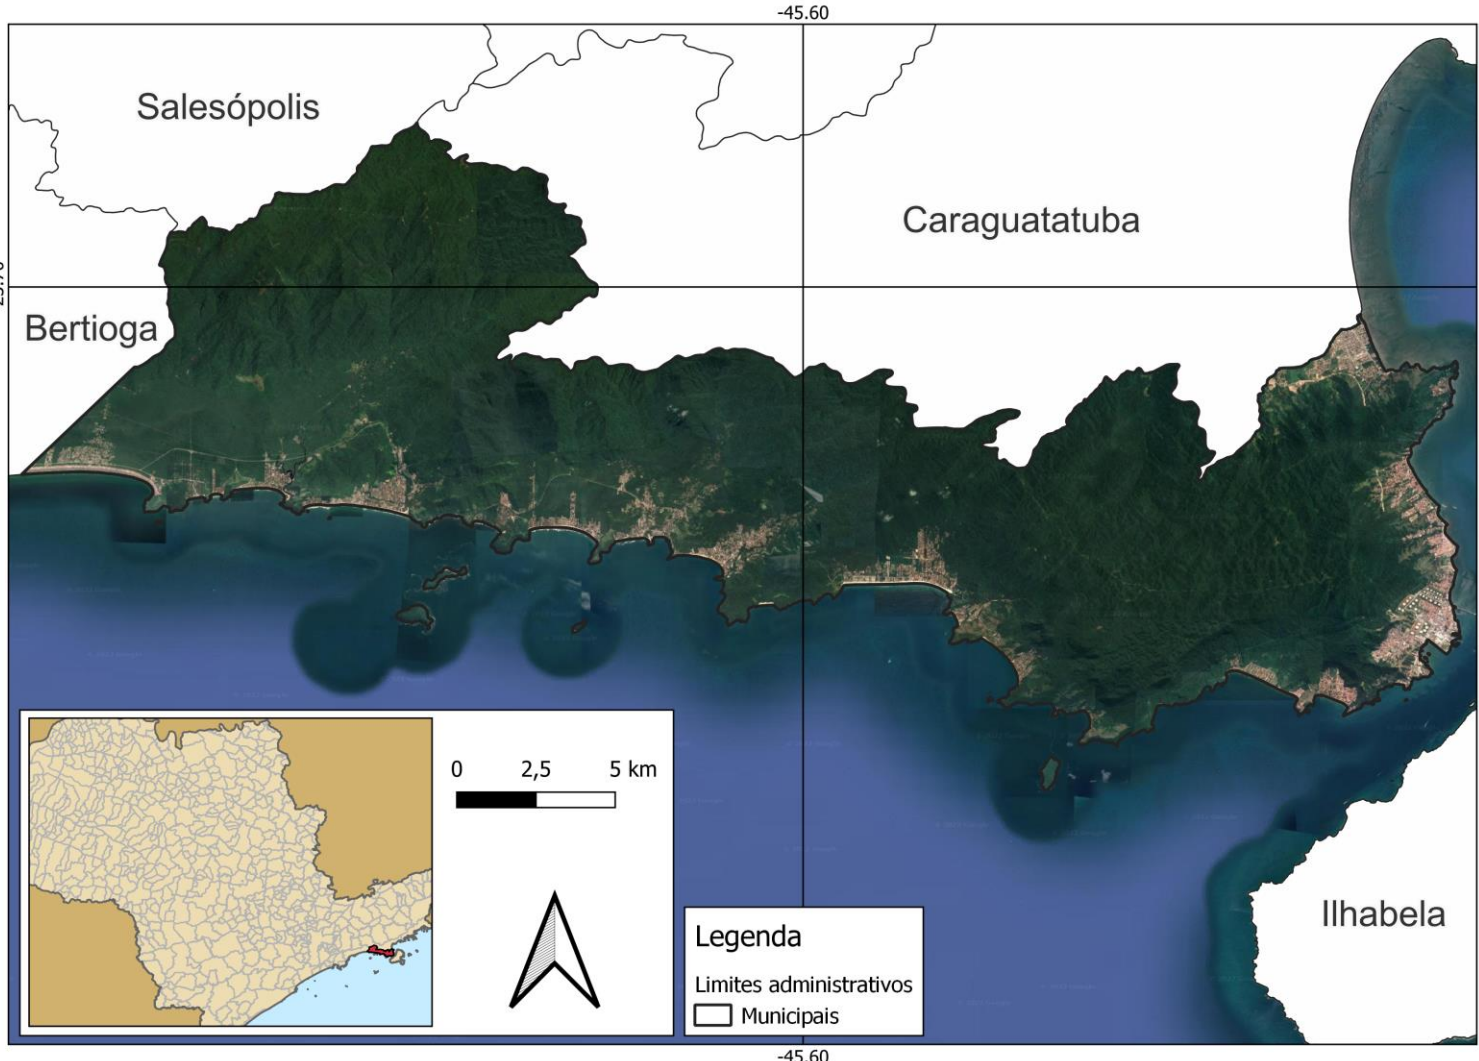 -45.60
Salesópolis
Caraguatatuba
Bertioga
0 2,5 5 km
Ilhabela
Legenda
Limites administrativos
Municipais
-45.60